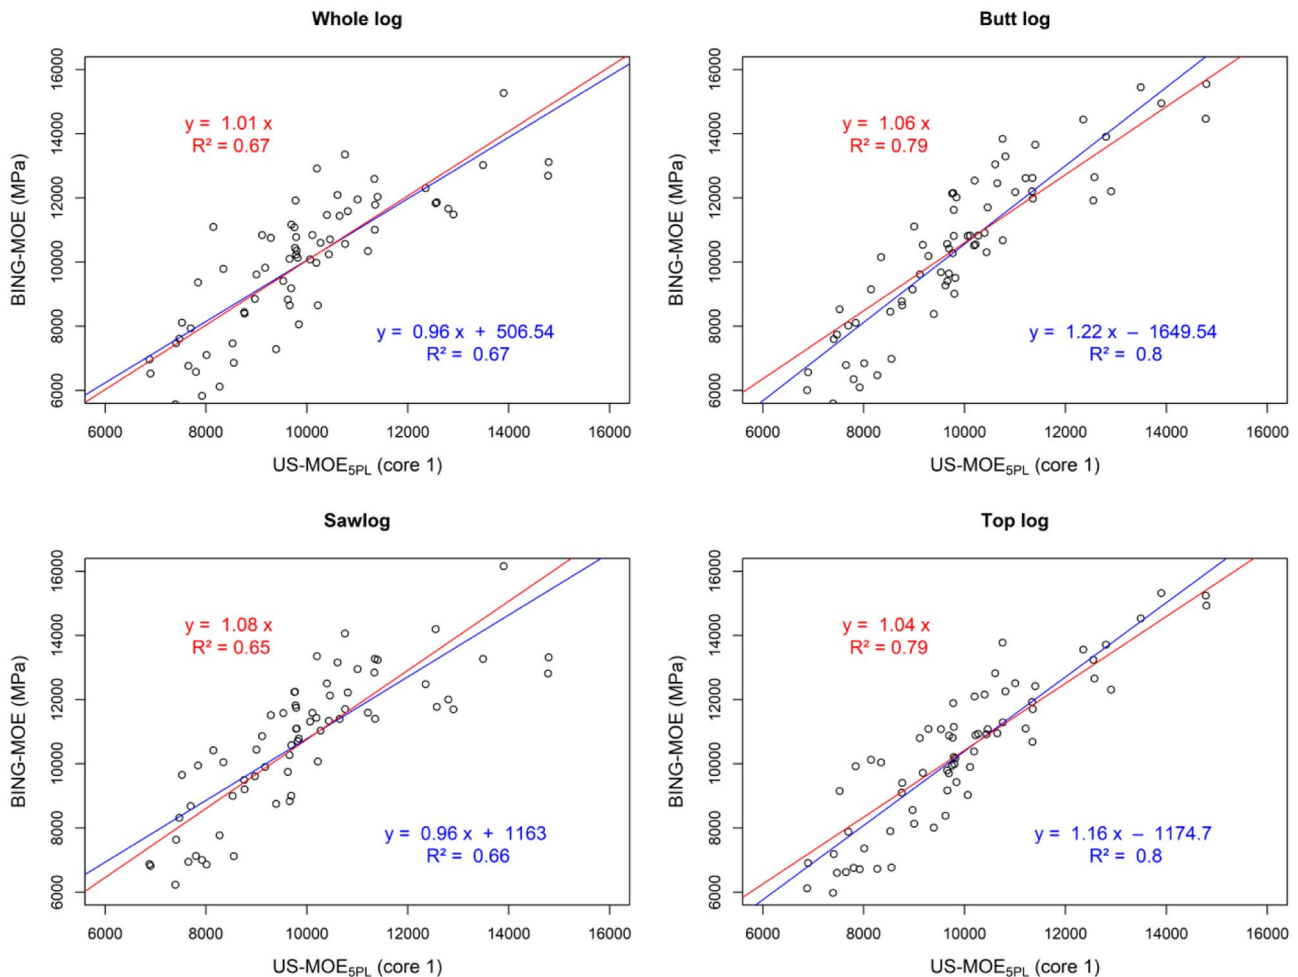 Whole log
BING-MOE (MPa)
16000
14000
12000
10000
8000
6000
y = 1.01 x
R² = 0.67
y = 0.96 x + 506.54
R² = 0.67
6000 8000 10000 12000 14000 16000
US-MOE5PL (core 1)
Butt log
BING-MOE (MPa)
16000
14000
12000
10000
8000
6000
y = 1.06 x
R² = 0.79
y = 1.22 x − 1649.54
R² = 0.8
6000 8000 10000 12000 14000 16000
US-MOE5PL (core 1)
Sawlog
BING-MOE (MPa)
16000
14000
12000
10000
8000
6000
y = 1.08 x
R² = 0.65
y = 0.96 x + 1163
R² = 0.66
6000 8000 10000 12000 14000 16000
US-MOE5PL (core 1)
Top log
BING-MOE (MPa)
16000
14000
12000
10000
8000
6000
y = 1.04 x
R² = 0.79
y = 1.16 x − 1174.7
R² = 0.8
6000 8000 10000 12000 14000 16000
US-MOE5PL (core 1)